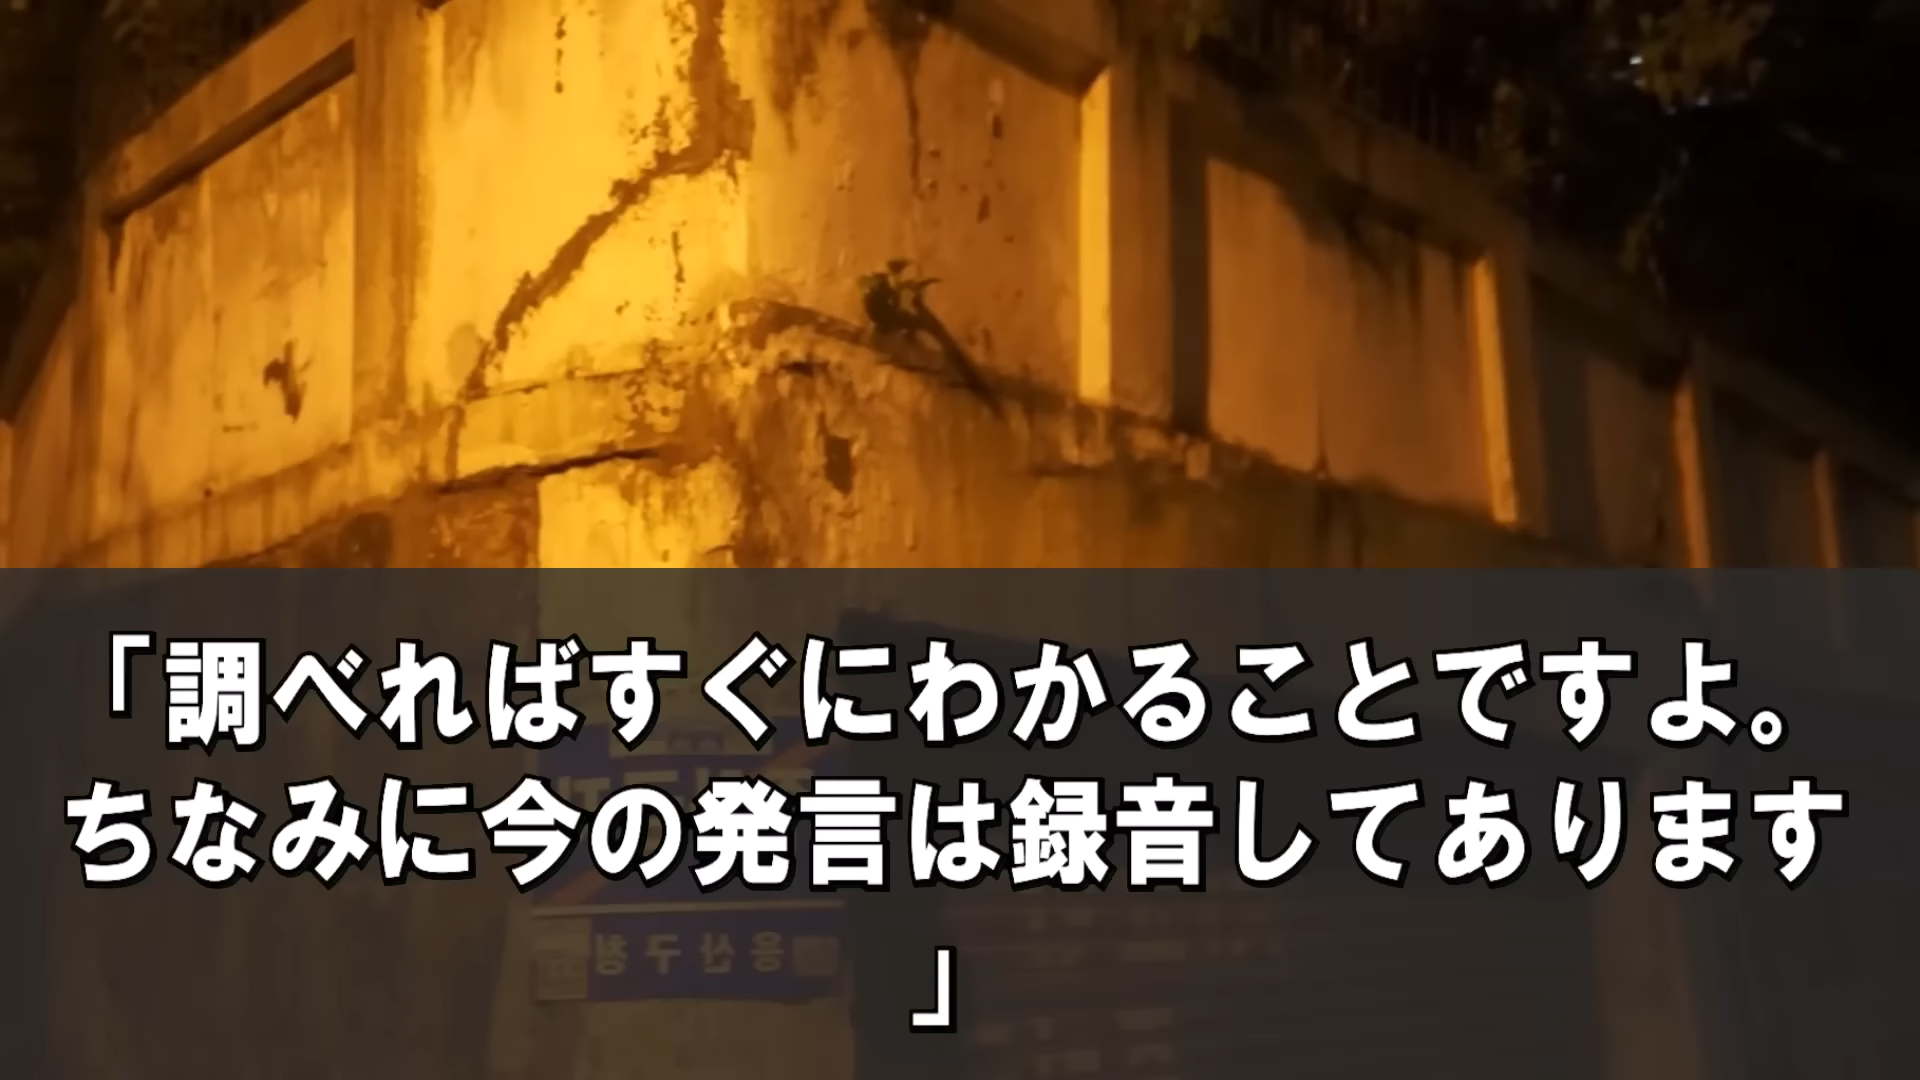 「調べればすぐにわかることですよ。
ちなみに今の発言は録音してあります
」